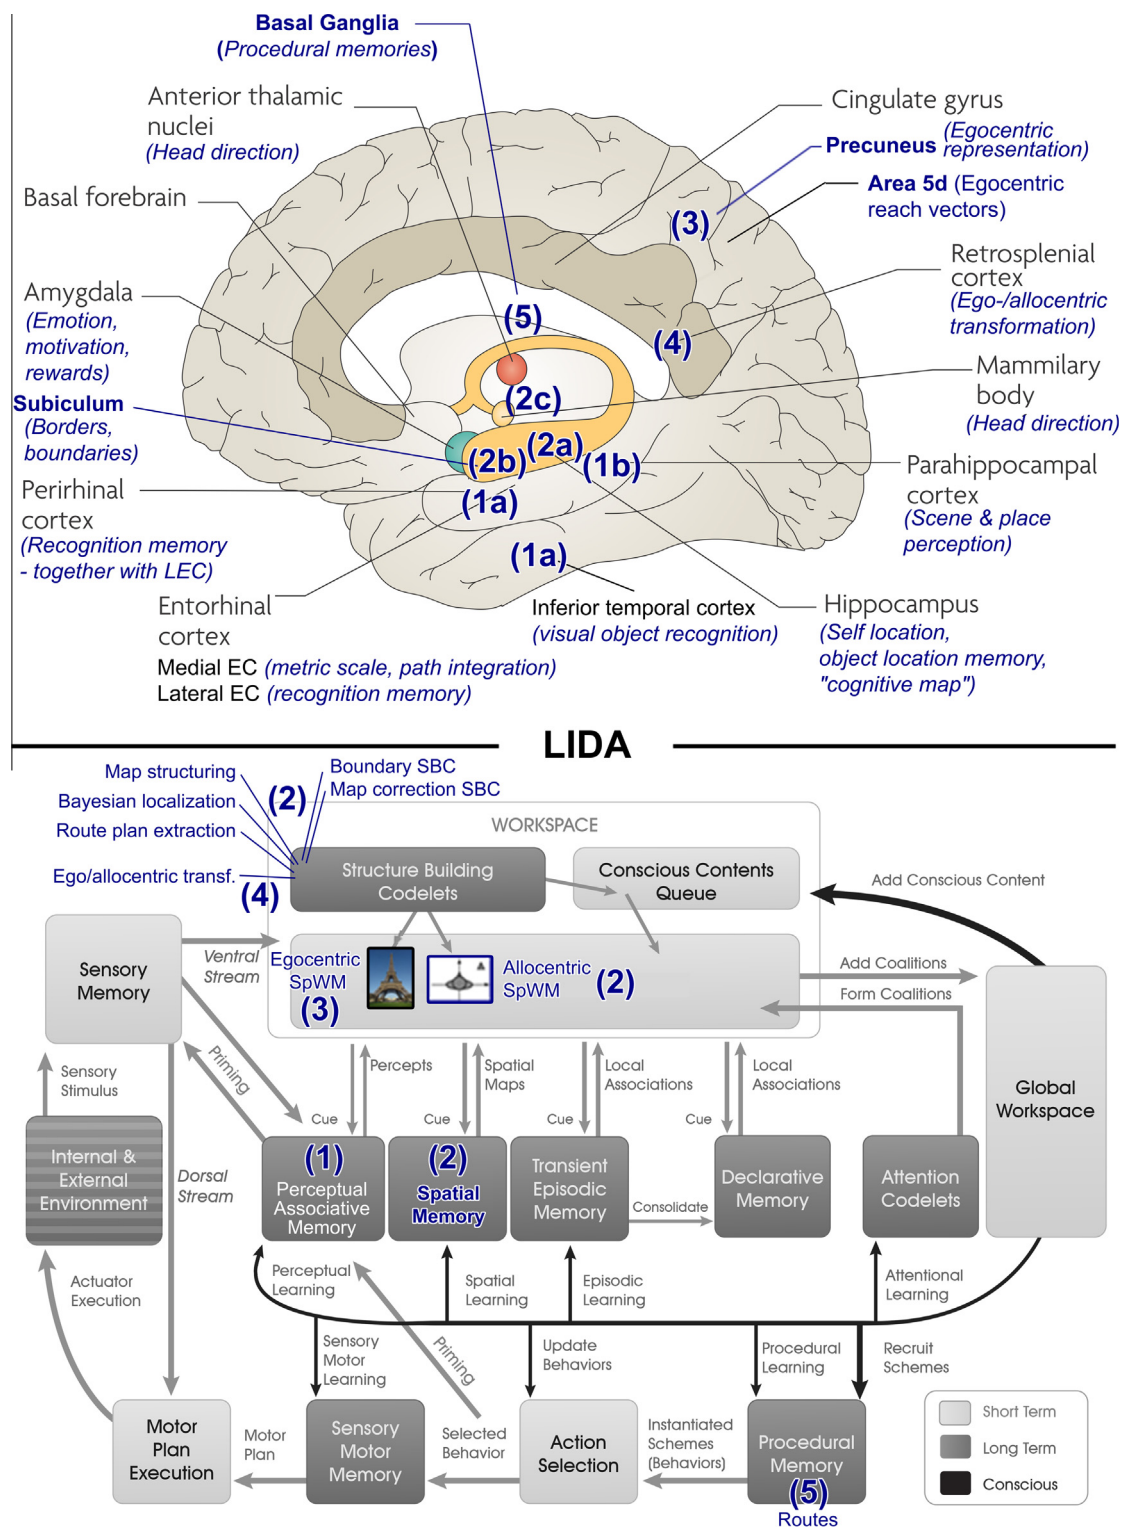 Basal Ganglia
(Procedural memories)
Anterior thalamic
nuclei
(Head direction)
Cingulate gyrus
Precuneus (Egocentric
representation)
Area 5d (Egocentric
reach vectors)
Basal forebrain
(3)
Retrosplenial
cortex
(Ego-/allocentric
transformation)
Amygdala
(Emotion,
motivation,
rewards)
(5)
(4)
Mammilary
body
(Head direction)
Subiculum
(Borders,
boundaries)
(2c)
(2a)
(2b)
(1b)
Parahippocampal
cortex
(Scene & place
perception)
Perirhinal
cortex
(Recognition memory
- together with LEC)
(1a)
(1a)
Entorhinal
cortex
Medial EC (metric scale, path integration)
Lateral EC (recognition memory)
Inferior temporal cortex
(visual object recognition)
Hippocampus
(Self location,
object location memory,
"cognitive map")
LIDA
Map structuring
Bayesian localization
Route plan extraction
Ego/allocentric transf.
(2)
(4)
Boundary SBC
Map correction SBC
WORKSPACE
Structure Building
Codelets
Conscious Contents
Queue
Add Conscious Content
Sensory
Memory
Ventral
Stream
Egocentric
SpWM
(3)
Allocentric
SpWM
(2)
Add Coalitions
Form Coalitions
Global
Workspace
Sensory
Stimulus
Priming
Cue
Percepts
Cue
Spatial
Maps
Cue
Local
Associations
Cue
Local
Associations
Internal &
External
Environment
Dorsal
Stream
(1)
Perceptual
Associative
Memory
(2)
Spatial
Memory
Transient
Episodic
Memory
Consolidate
Declarative
Memory
Attention
Codelets
Actuator
Execution
Perceptual
Learning
Spatial
Learning
Episodic
Learning
Attentional
Learning
Sensory
Motor
Learning
Priming
Update
Behaviors
Procedural
Learning
Recruit
Schemes
Motor
Plan
Execution
Motor
Plan
Sensory
Motor
Memory
Selected
Behavior
Action
Selection
Instantiated
Schemes
(Behaviors)
Procedural
Memory
(5)
Routes
Short Term
Long Term
Conscious